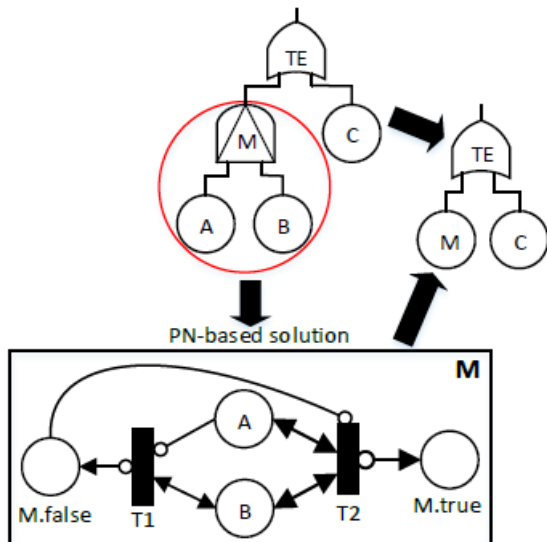 TE
M
C
A
B
TE
M
C
PN-based solution
M
A
M.false
T1
B
T2
M.true